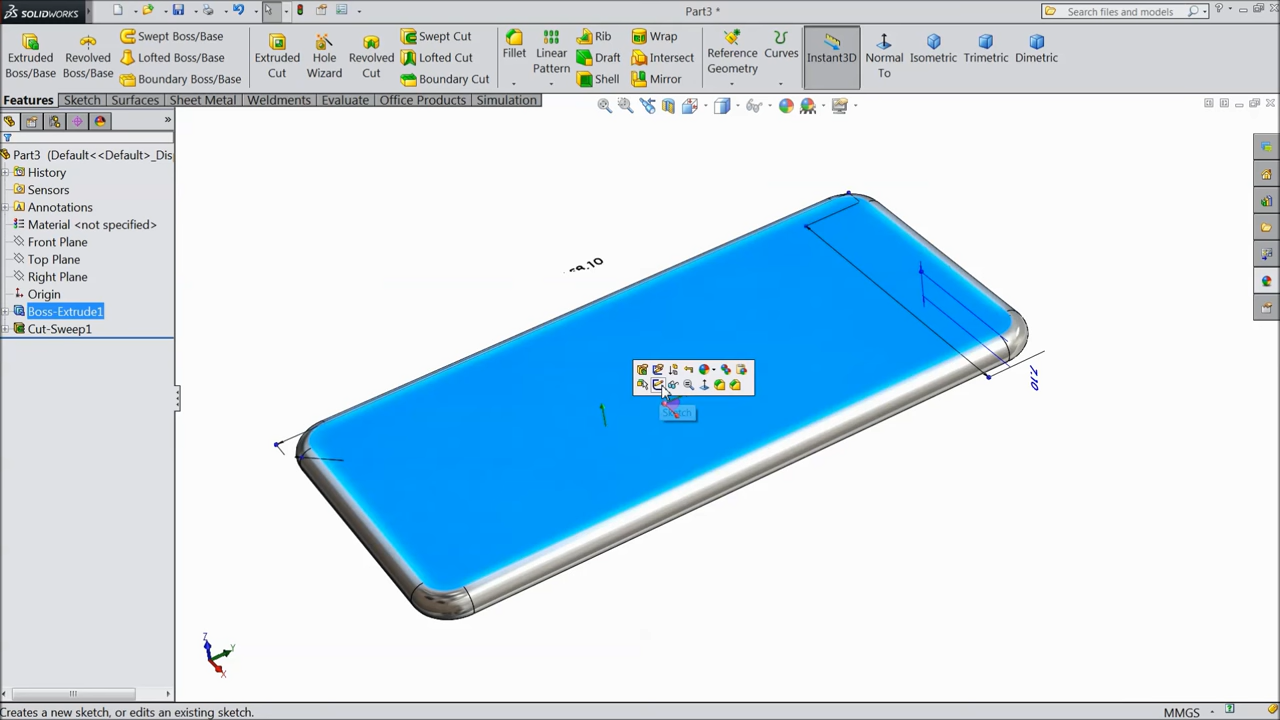 SOLIDWORKS
Part3 *
Search files and models
Extruded Boss/Base
Revolved Boss/Base
Swept Boss/Base
Lofted Boss/Base
Boundary Boss/Base
Extruded Cut
Hole Wizard
Revolved Cut
Swept Cut
Lofted Cut
Boundary Cut
Fillet
Linear Pattern
Rib
Draft
Shell
Wrap
Intersect
Mirror
Reference Geometry
Curves
Instant3D
Normal To
Isometric
Trimetric
Dimetric
Features
Sketch
Surfaces
Sheet Metal
Weldments
Evaluate
Office Products
Simulation
Part3 (Default<<Default>_Dis
History
Sensors
Annotations
Material <not specified>
Front Plane
Top Plane
Right Plane
Origin
Boss-Extrude1
Cut-Sweep1
7.10
Sketch
Z
Y
X
Creates a new sketch, or edits an existing sketch.
MMGS